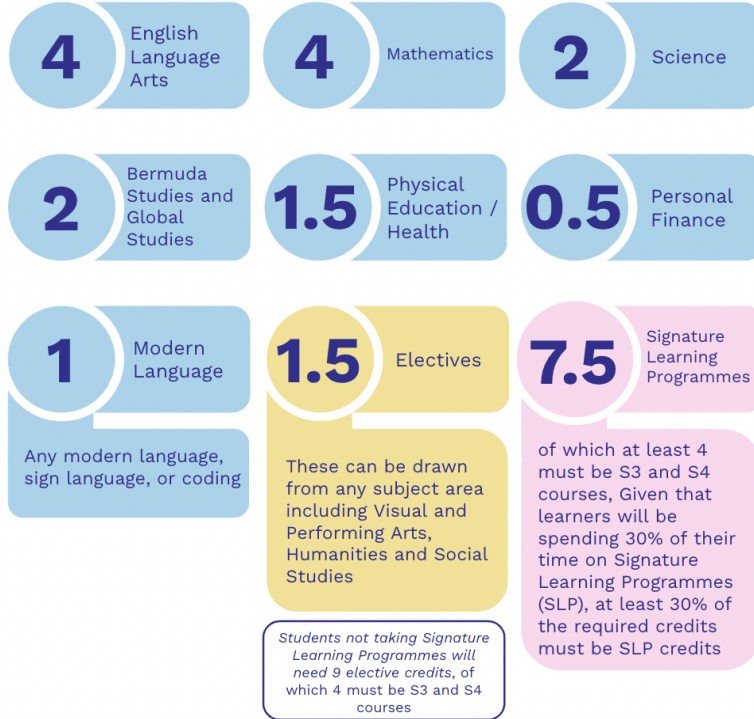 4
English
Language
Arts
4
Mathematics
2
Science
2
Bermuda
Studies and
Global
Studies
1.5
Physical
Education /
Health
0.5
Personal
Finance
1
Modern
Language
Any modern language,
sign language, or coding
1.5
Electives
These can be drawn
from any subject area
including Visual and
Performing Arts,
Humanities and Social
Studies
Students not taking Signature
Learning Programmes will
need 9 elective credits, of
which 4 must be S3 and S4
courses
7.5
Signature
Learning
Programmes
of which at least 4
must be S3 and S4
courses, Given that
learners will be
spending 30% of their
time on Signature
Learning Programmes
(SLP), at least 30% of
the required credits
must be SLP credits